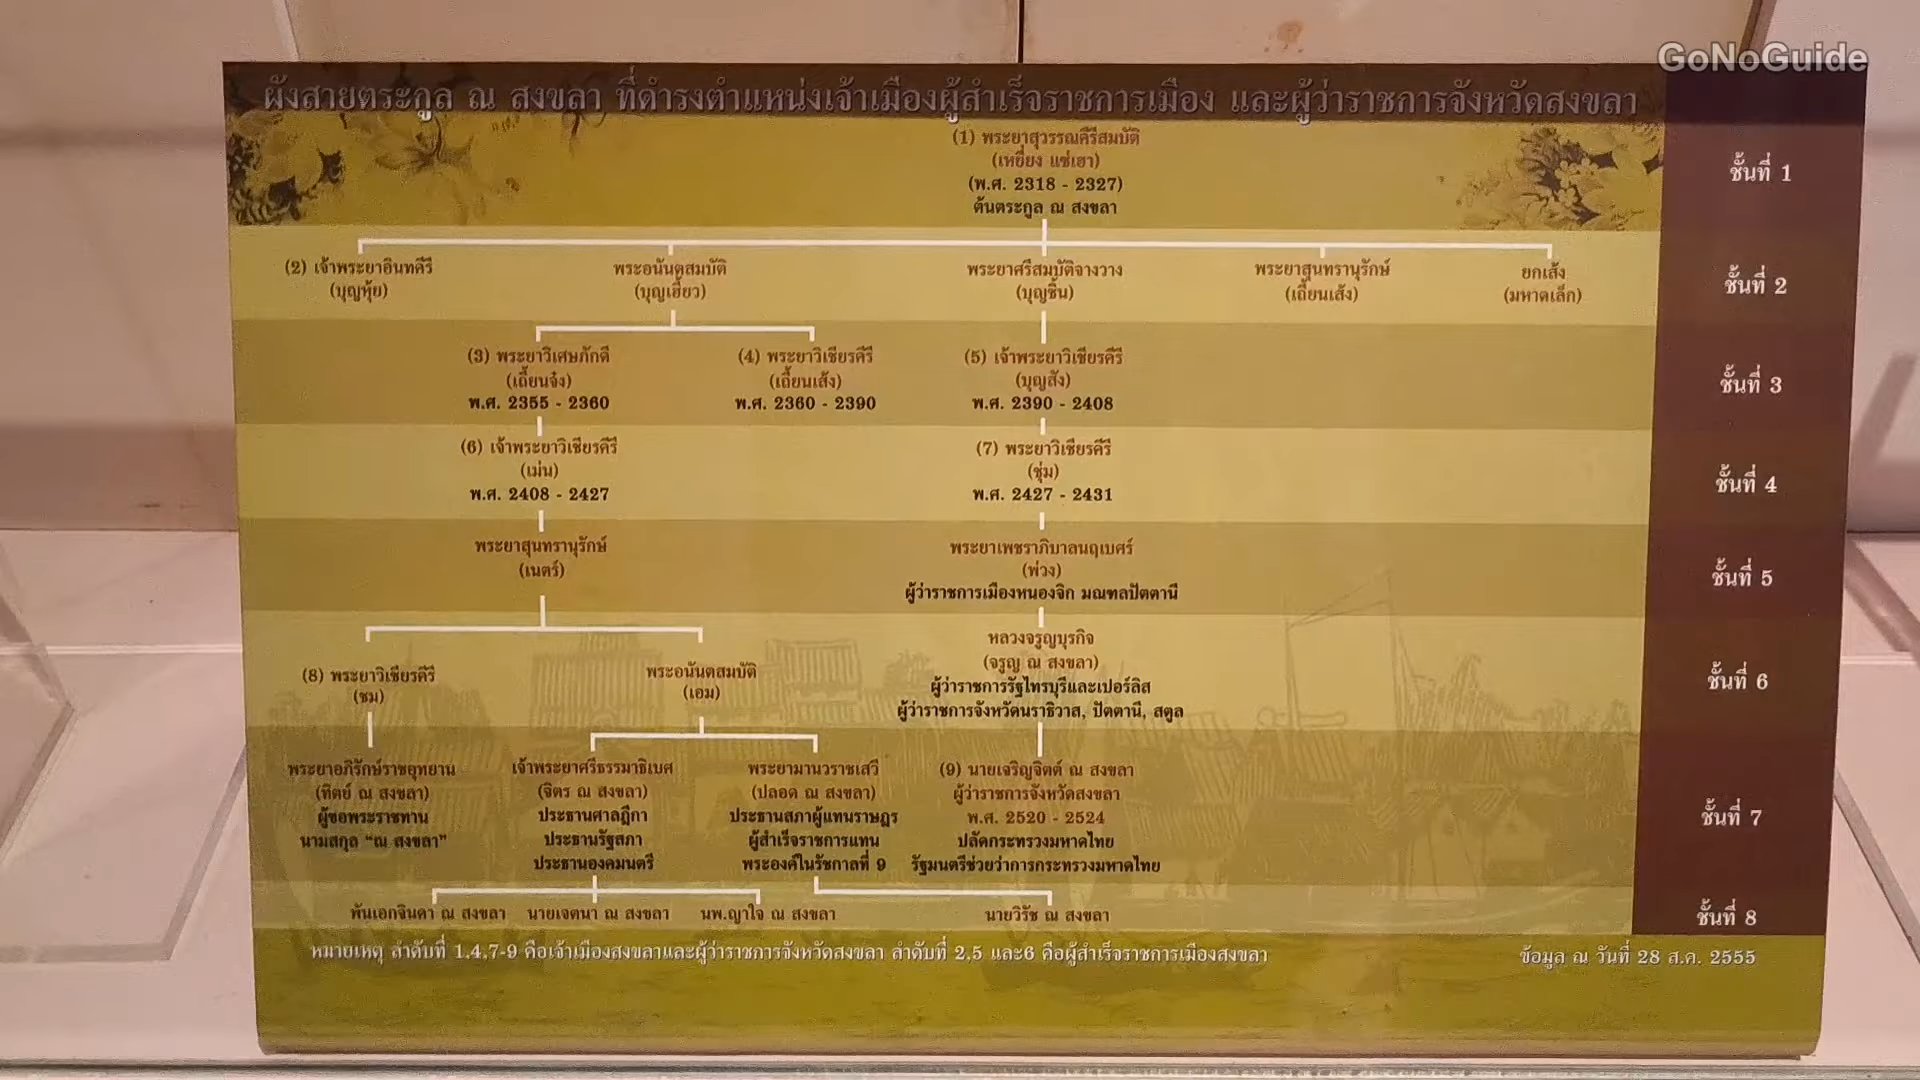 GoNoGuide
ผังสายตระกูล ณ สงขลา ที่ดำรงตำแหน่งเจ้าเมืองผู้สำเร็จราชการเมือง และผู้ว่าราชการจังหวัดสงขลา
(1) พระยาสุวรรณคีรีสมบัติ
(เหยี่ยง แซ่เฮา)
(พ.ศ. 2318 - 2327)
ต้นตระกูล ณ สงขลา
ชั้นที่ 1
(2) เจ้าพระยาอินทคีรี
(บุญหุ้ย)
พระอนันตสมบัติ
(บุญเฮี้ยว)
พระยาศรีสมบัติจางวาง
(บุญชิ้น)
พระยาสุนทรานุรักษ์
(เถี้ยนเส้ง)
ยกเส้ง
(มหาดเล็ก)
ชั้นที่ 2
(3) พระยาวิเศษภักดี
(เถี้ยนจ๋ง)
พ.ศ. 2355 - 2360
(4) พระยาวิเชียรคีรี
(เถี้ยนเส้ง)
พ.ศ. 2360 - 2390
(5) เจ้าพระยาวิเชียรคีรี
(บุญสัง)
พ.ศ. 2390 - 2408
ชั้นที่ 3
(6) เจ้าพระยาวิเชียรคีรี
(เม่น)
พ.ศ. 2408 - 2427
(7) พระยาวิเชียรคีรี
(ชุ่ม)
พ.ศ. 2427 - 2431
ชั้นที่ 4
พระยาสุนทรานุรักษ์
(เนตร์)
พระยาเพชราภิบาลนฤเบศร์
(พ่วง)
ผู้ว่าราชการเมืองหนองจิก มณฑลปัตตานี
ชั้นที่ 5
(8) พระยาวิเชียรคีรี
(ชม)
พระอนันตสมบัติ
(เอม)
หลวงจรูญบุรกิจ
(จรูญ ณ สงขลา)
ผู้ว่าราชการรัฐไทรบุรีและเปอร์ลิส
ผู้ว่าราชการจังหวัดนราธิวาส, ปัตตานี, สตูล
ชั้นที่ 6
พระยาอภิรักษ์ราชอุทยาน
(ทิตย์ ณ สงขลา)
ผู้ขอพระราชทาน
นามสกุล “ณ สงขลา”
เจ้าพระยาศรีธรรมาธิเบศ
(จิตร ณ สงขลา)
ประธานศาลฎีกา
ประธานรัฐสภา
ประธานองคมนตรี
พระยามานวราชเสวี
(ปลอด ณ สงขลา)
ประธานสภาผู้แทนราษฎร
ผู้สำเร็จราชการแทน
พระองค์ในรัชกาลที่ 9
(9) นายเจริญจิตต์ ณ สงขลา
ผู้ว่าราชการจังหวัดสงขลา
พ.ศ. 2520 - 2524
ปลัดกระทรวงมหาดไทย
รัฐมนตรีช่วยว่าการกระทรวงมหาดไทย
ชั้นที่ 7
พันเอกจินดา ณ สงขลา
นายเจตนา ณ สงขลา
นพ.ญาใจ ณ สงขลา
นายวิรัช ณ สงขลา
ชั้นที่ 8
หมายเหตุ ลำดับที่ 1.4.7-9 คือเจ้าเมืองสงขลาและผู้ว่าราชการจังหวัดสงขลา ลำดับที่ 2.5 และ6 คือผู้สำเร็จราชการเมืองสงขลา
ข้อมูล ณ วันที่ 28 ส.ค. 2555